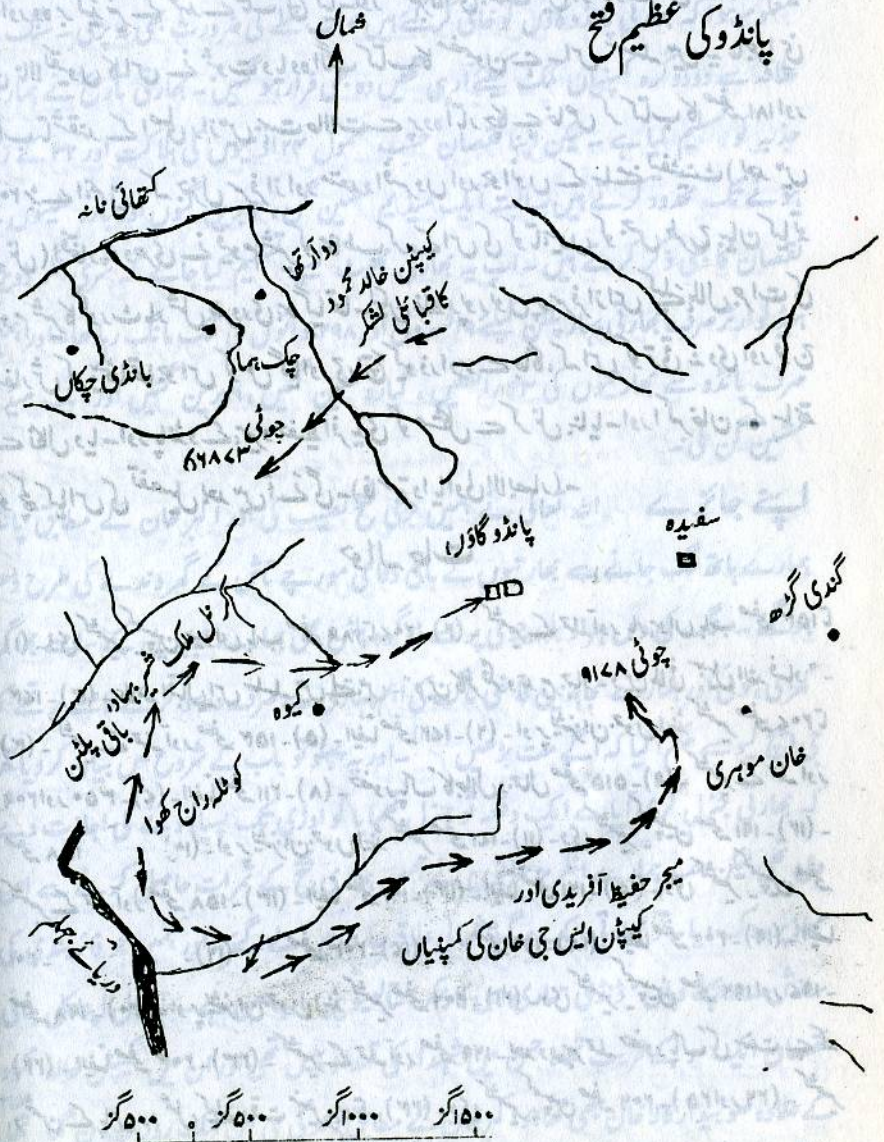 پانڈو کی عظیم فتح
شمال
کتھائی نالہ
دوآرتھا
کیپٹن خالد محمود
کا قبائلی لشکر
بانڈی چکاں
چک ہما
چوٹی
۶۶۸۷۳
پانڈو گاؤں
سفیدہ
گندی گڑھ
کرنل ملک شیر بہادر
باقی پلٹن
کیوہ
چوٹی ۹۱۷۸
خان موہری
کوٹلہ راج کھوا
میجر حفیظ آفریدی اور
کیپٹن ایس جی خان کی کمپنیاں
دریائے جہلم
۵۰۰ گز ۰ ۵۰۰ گز ۱۰۰۰ گز ۱۵۰۰ گز